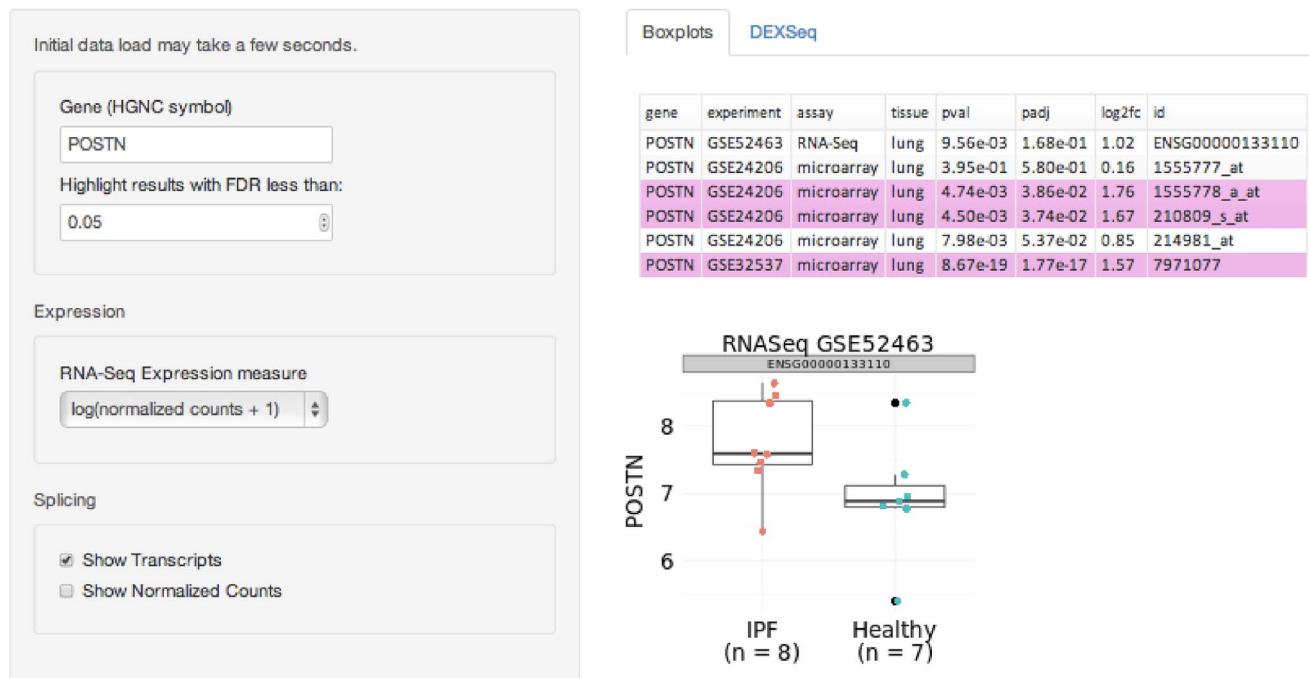 Initial data load may take a few seconds.
Gene (HGNC symbol)
POSTN
Highlight results with FDR less than:
0.05
Expression
RNA-Seq Expression measure
log(normalized counts + 1)
Splicing
Show Transcripts
Show Normalized Counts
Boxplots DEXSeq
gene experiment assay tissue pval padj log2fc id
POSTN GSE52463 RNA-Seq lung 9.56e-03 1.68e-01 1.02 ENSG00000133110
POSTN GSE24206 microarray lung 3.95e-01 5.80e-01 0.16 1555777_at
POSTN GSE24206 microarray lung 4.74e-03 3.86e-02 1.76 1555778_a_at
POSTN GSE24206 microarray lung 4.50e-03 3.74e-02 1.67 210809_s_at
POSTN GSE24206 microarray lung 7.98e-03 5.37e-02 0.85 214981_at
POSTN GSE32537 microarray lung 8.67e-19 1.77e-17 1.57 7971077
RNASeq GSE52463
ENSG00000133110
8
7
6
POSTN
IPF Healthy
(n = 8) (n = 7)